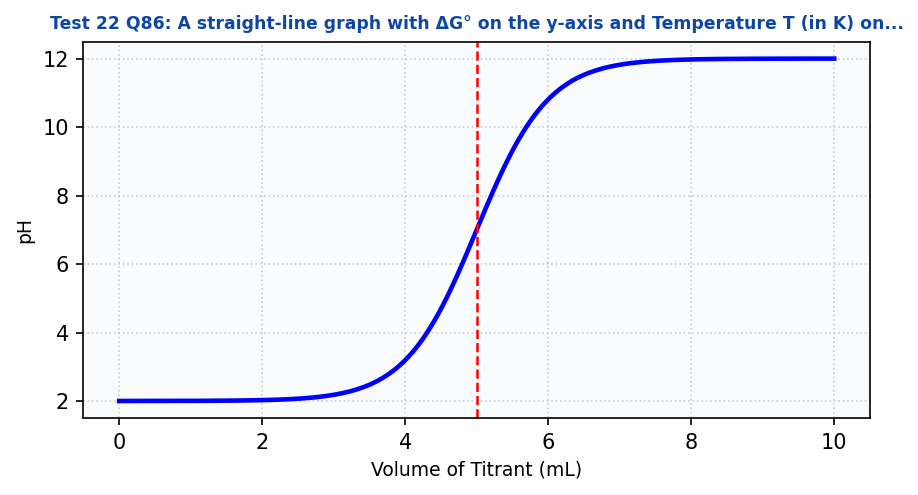 Test 22 Q86: A straight-line graph with ΔG° on the y-axis and Temperature T (in K) on...
12
10
8
6
4
2
pH
0 2 4 6 8 10
Volume of Titrant (mL)